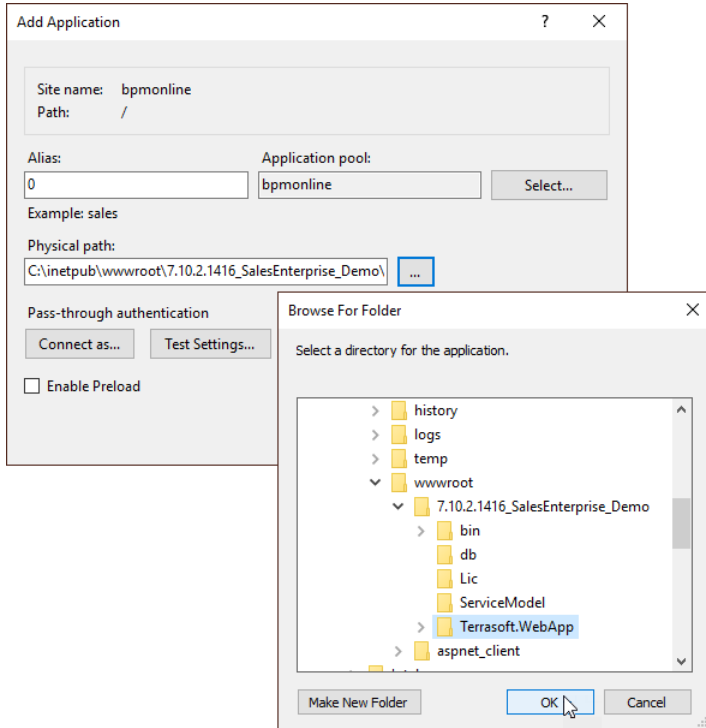 Add Application
?
Site name: bpmonline
Path: /
Alias:
Application pool:
0
bpmonline
Select...
Example: sales
Physical path:
C:\inetpub\wwwroot\7.10.2.1416_SalesEnterprise_Demo\
...
Pass-through authentication
Connect as...
Test Settings...
Enable Preload
Browse For Folder
Select a directory for the application.
history
logs
temp
wwwroot
7.10.2.1416_SalesEnterprise_Demo
bin
db
Lic
ServiceModel
Terrasoft.WebApp
aspnet_client
Make New Folder
OK
Cancel